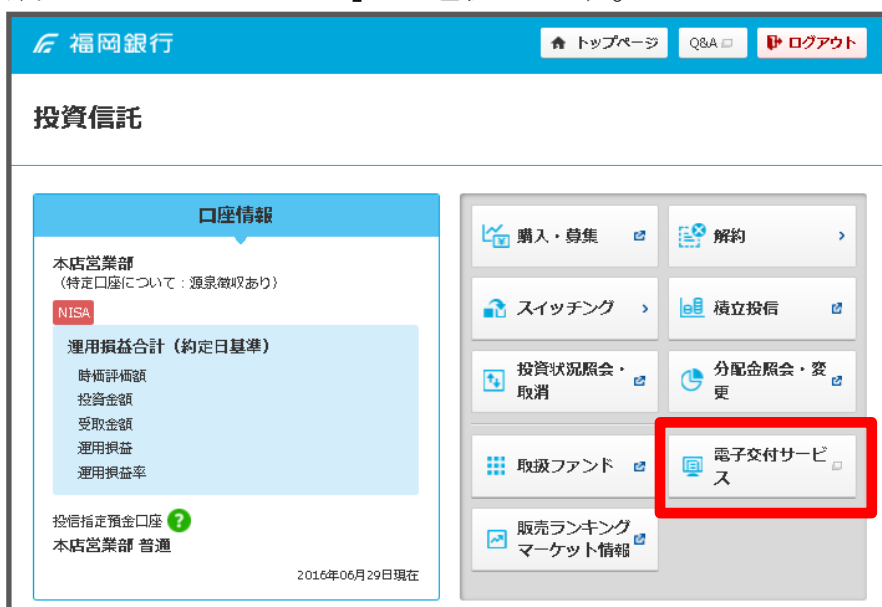 福岡銀行
トップページ
Q&A
ログアウト
投資信託
口座情報
本店営業部
（特定口座について：源泉徴収あり）
NISA
運用損益合計（約定日基準）
時価評価額
投資金額
受取金額
運用損益
運用損益率
投信指定預金口座 ?
本店営業部 普通
2016年06月29日現在
購入・募集
解約
スイッチング
積立投信
投資状況照会・
取消
分配金照会・変
更
取扱ファンド
電子交付サービ
ス
販売ランキング
マーケット情報